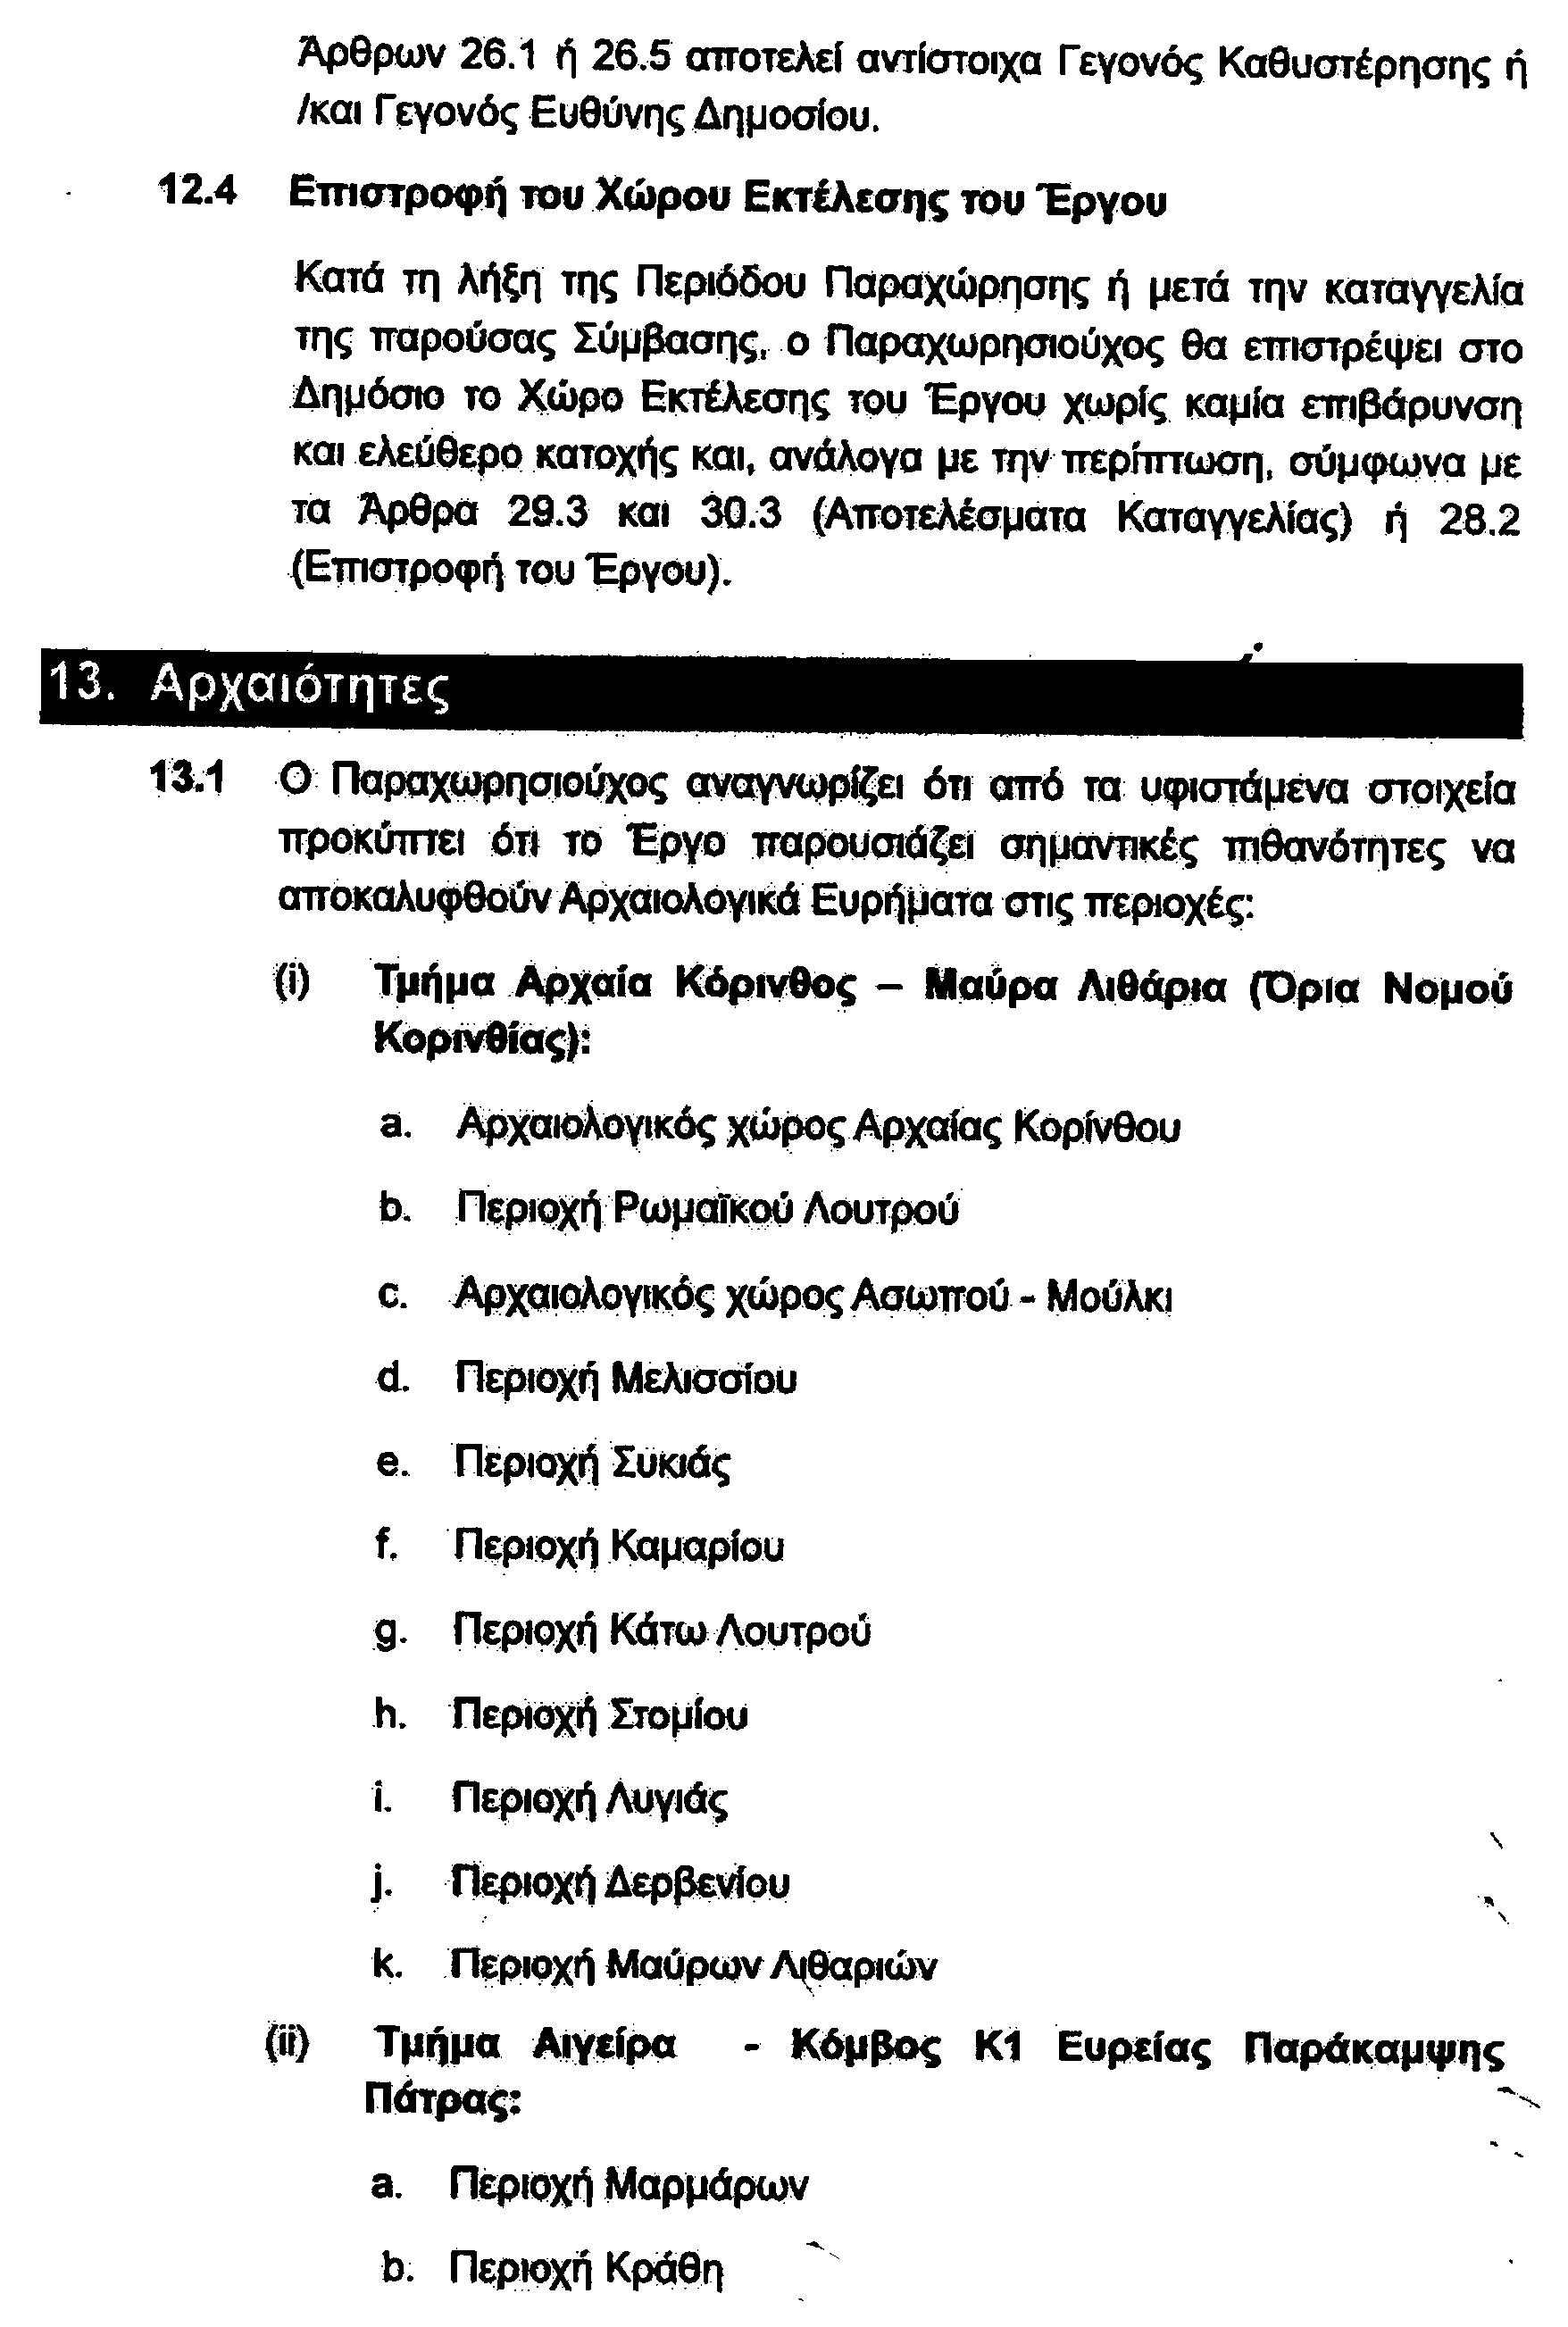 Άρθρων 26.1 ή 26.5 αποτελεί αντίστοιχα Γεγονός Καθυστέρησης ή
/και Γεγονός Ευθύνης Δημοσίου.
12.4 Επιστροφή του Χώρου Εκτέλεσης του Έργου
Κατά τη λήξη της Περιόδου Παραχώρησης ή μετά την καταγγελία
της παρούσας Σύμβασης, ο Παραχωρησιούχος θα επιστρέψει στο
Δημόσιο το Χώρο Εκτέλεσης του Έργου χωρίς καμία επιβάρυνση
και ελεύθερο κατοχής και, ανάλογα με την περίπτωση, σύμφωνα με
τα Άρθρα 29.3 και 30.3 (Αποτελέσματα Καταγγελίας) ή 28.2
(Επιστροφή του Έργου).
13. Αρχαιότητες
13.1 Ο Παραχωρησιούχος αναγνωρίζει ότι από τα υφιστάμενα στοιχεία
προκύπτει ότι το Έργο παρουσιάζει σημαντικές πιθανότητες να
αποκαλυφθούν Αρχαιολογικά Ευρήματα στις περιοχές:
(i) Τμήμα Αρχαία Κόρινθος – Μαύρα Λιθάρια (Όρια Νομού
Κορινθίας):
a. Αρχαιολογικός χώρος Αρχαίας Κορίνθου
b. Περιοχή Ρωμαϊκού Λουτρού
c. Αρχαιολογικός χώρος Ασωπού - Μούλκι
d. Περιοχή Μελισσίου
e. Περιοχή Συκιάς
f. Περιοχή Καμαρίου
g. Περιοχή Κάτω Λουτρού
h. Περιοχή Στομίου
i. Περιοχή Λυγιάς
j. Περιοχή Δερβενίου
k. Περιοχή Μαύρων Λιθαριών
(ii) Τμήμα Αιγείρα - Κόμβος Κ1 Ευρείας Παράκαμψης
Πάτρας:
a. Περιοχή Μαρμάρων
b. Περιοχή Κράθη